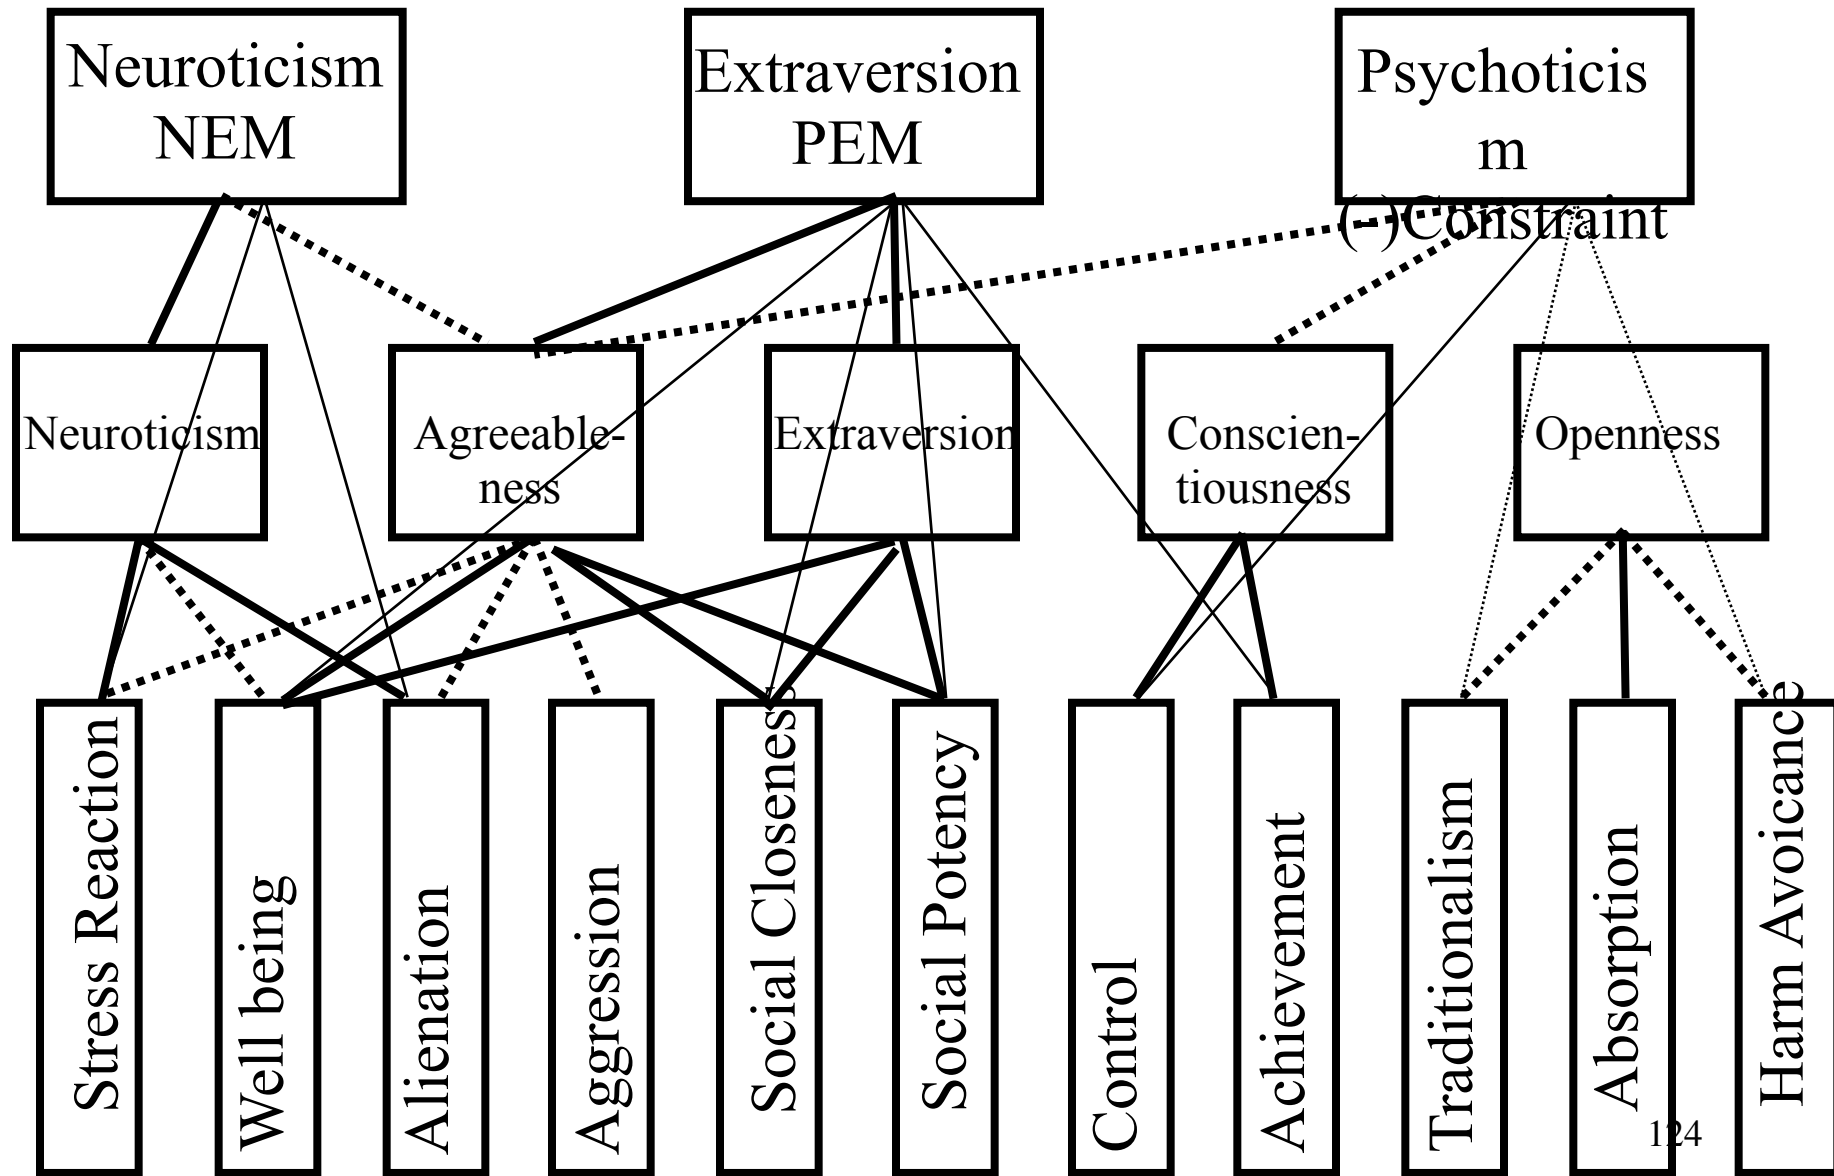 Neuroticism
NEM
Extraversion
PEM
Psychoticis
m
(-)Constraint
Neuroticism
Agreeable-
ness
Extraversion
Conscien-
tiousness
Openness
Stress Reaction
Well being
Alienation
Aggression
Social Closeness
Social Potency
Control
Achievement
Traditionalism
Absorption
Harm Avoicance
124